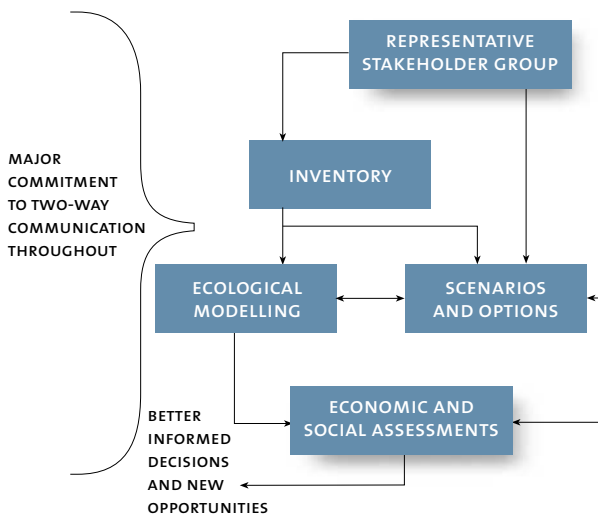 REPRESENTATIVE
STAKEHOLDER GROUP
INVENTORY
MAJOR
COMMITMENT
TO TWO-WAY
COMMUNICATION
THROUGHOUT
ECOLOGICAL
MODELLING
SCENARIOS
AND OPTIONS
ECONOMIC AND
SOCIAL ASSESSMENTS
BETTER
INFORMED
DECISIONS
AND NEW
OPPORTUNITIES